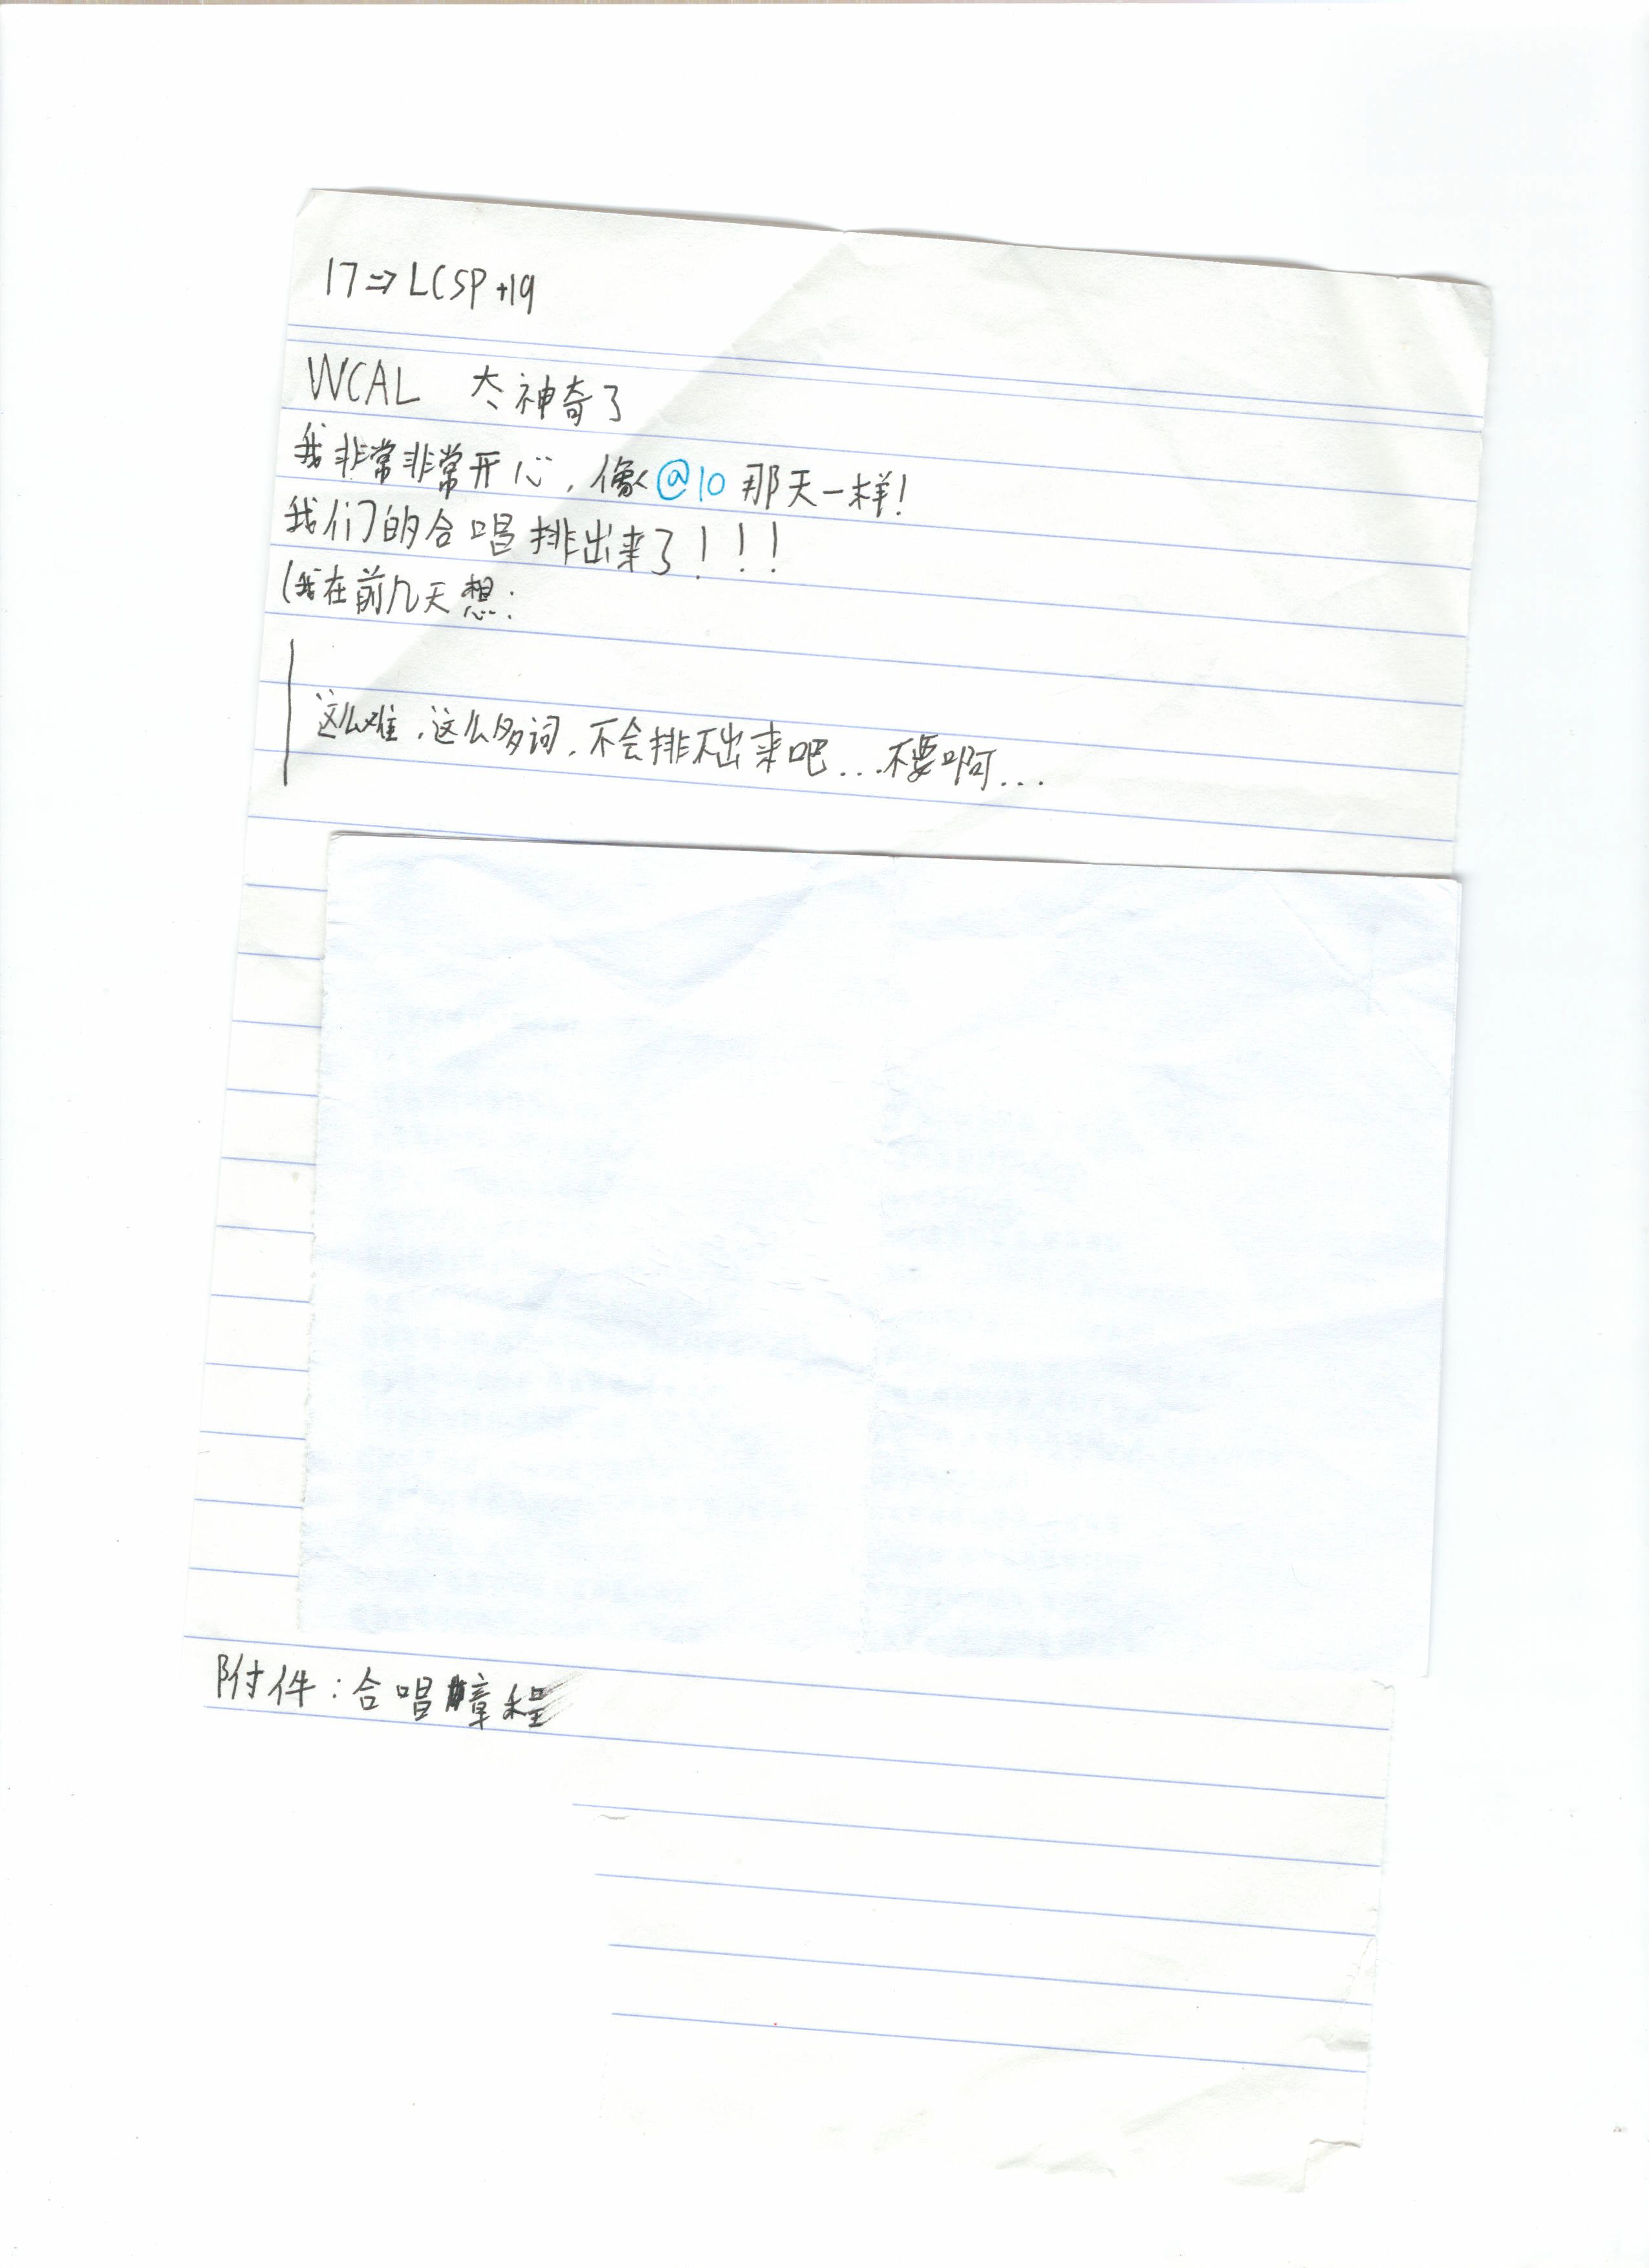 17⇒LCSP+19
WCAL 太神奇了
我非常非常开心,像@10那天一样!
我们的合唱排出来了!!!
(我在前几天想:
这么难,这么多词,不会排不出来吧...不要啊...
附件:合唱 程